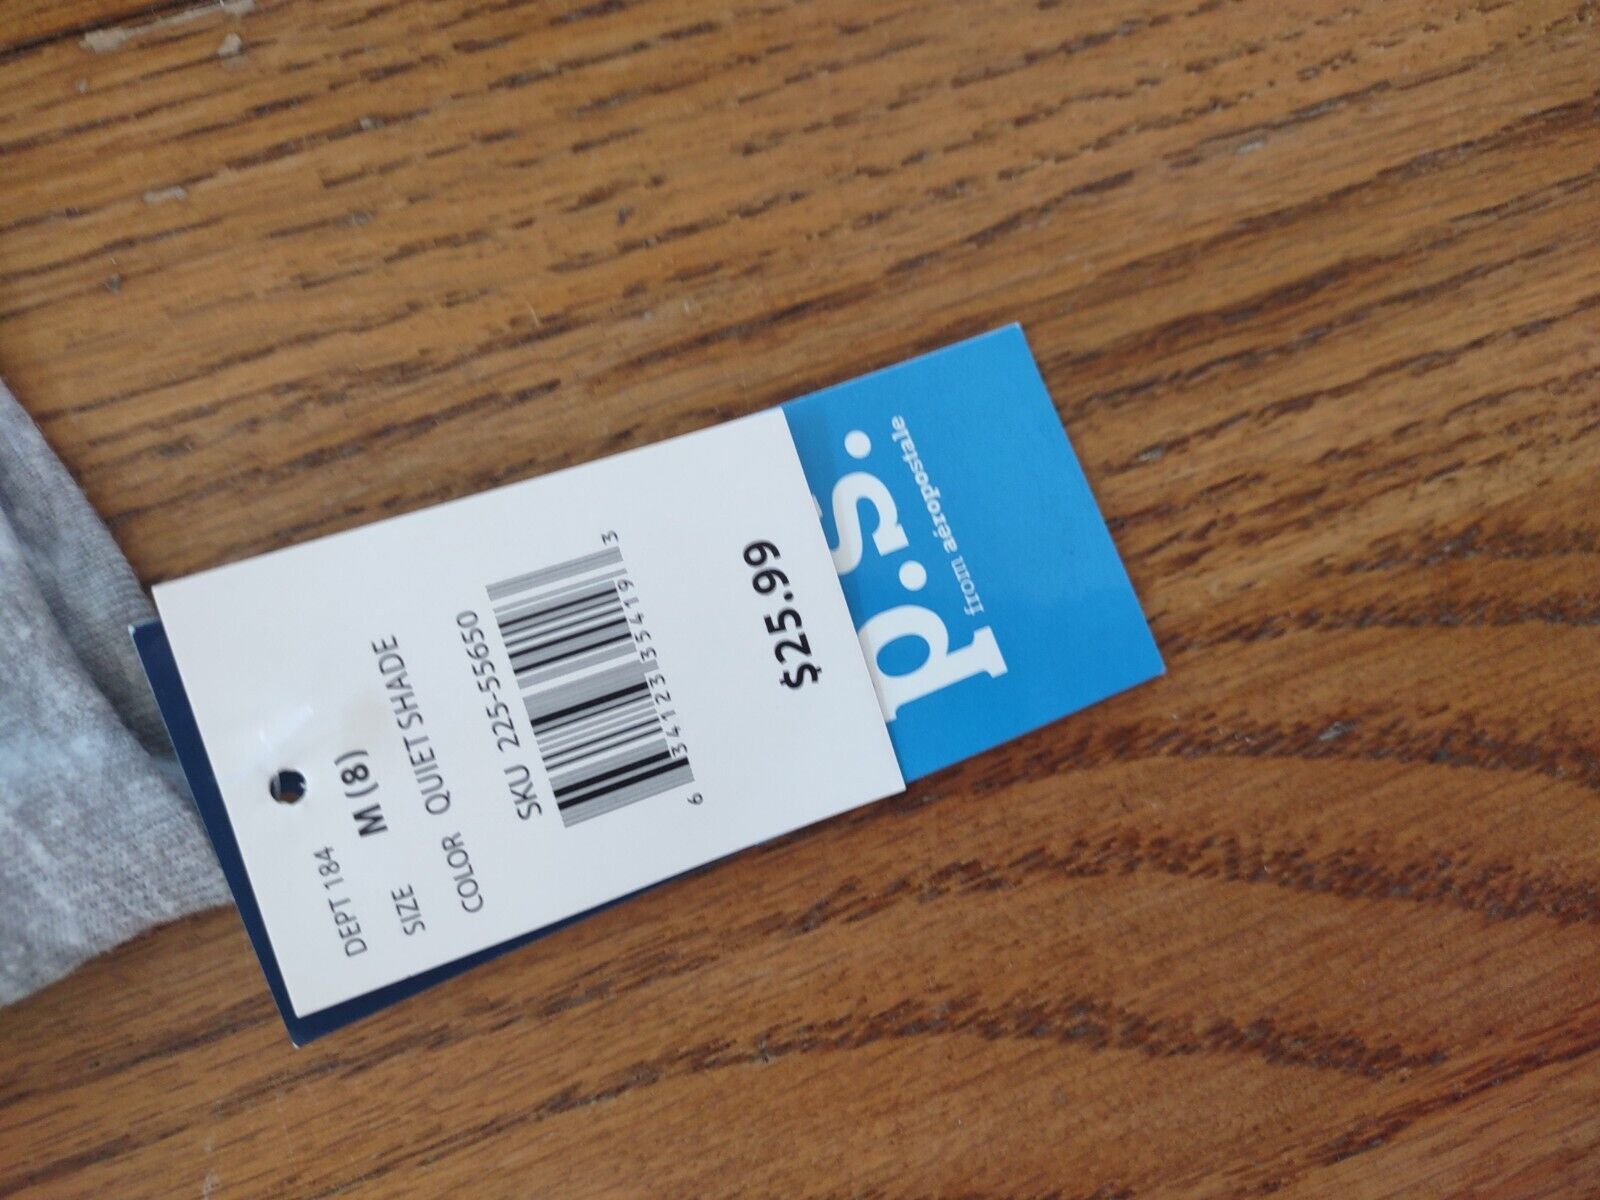 DEPT 184
SIZE M (8)
COLOR QUIET SHADE
SKU 225-55650
6 34123 35419 3
$25.99
p.s.
from aéropostale